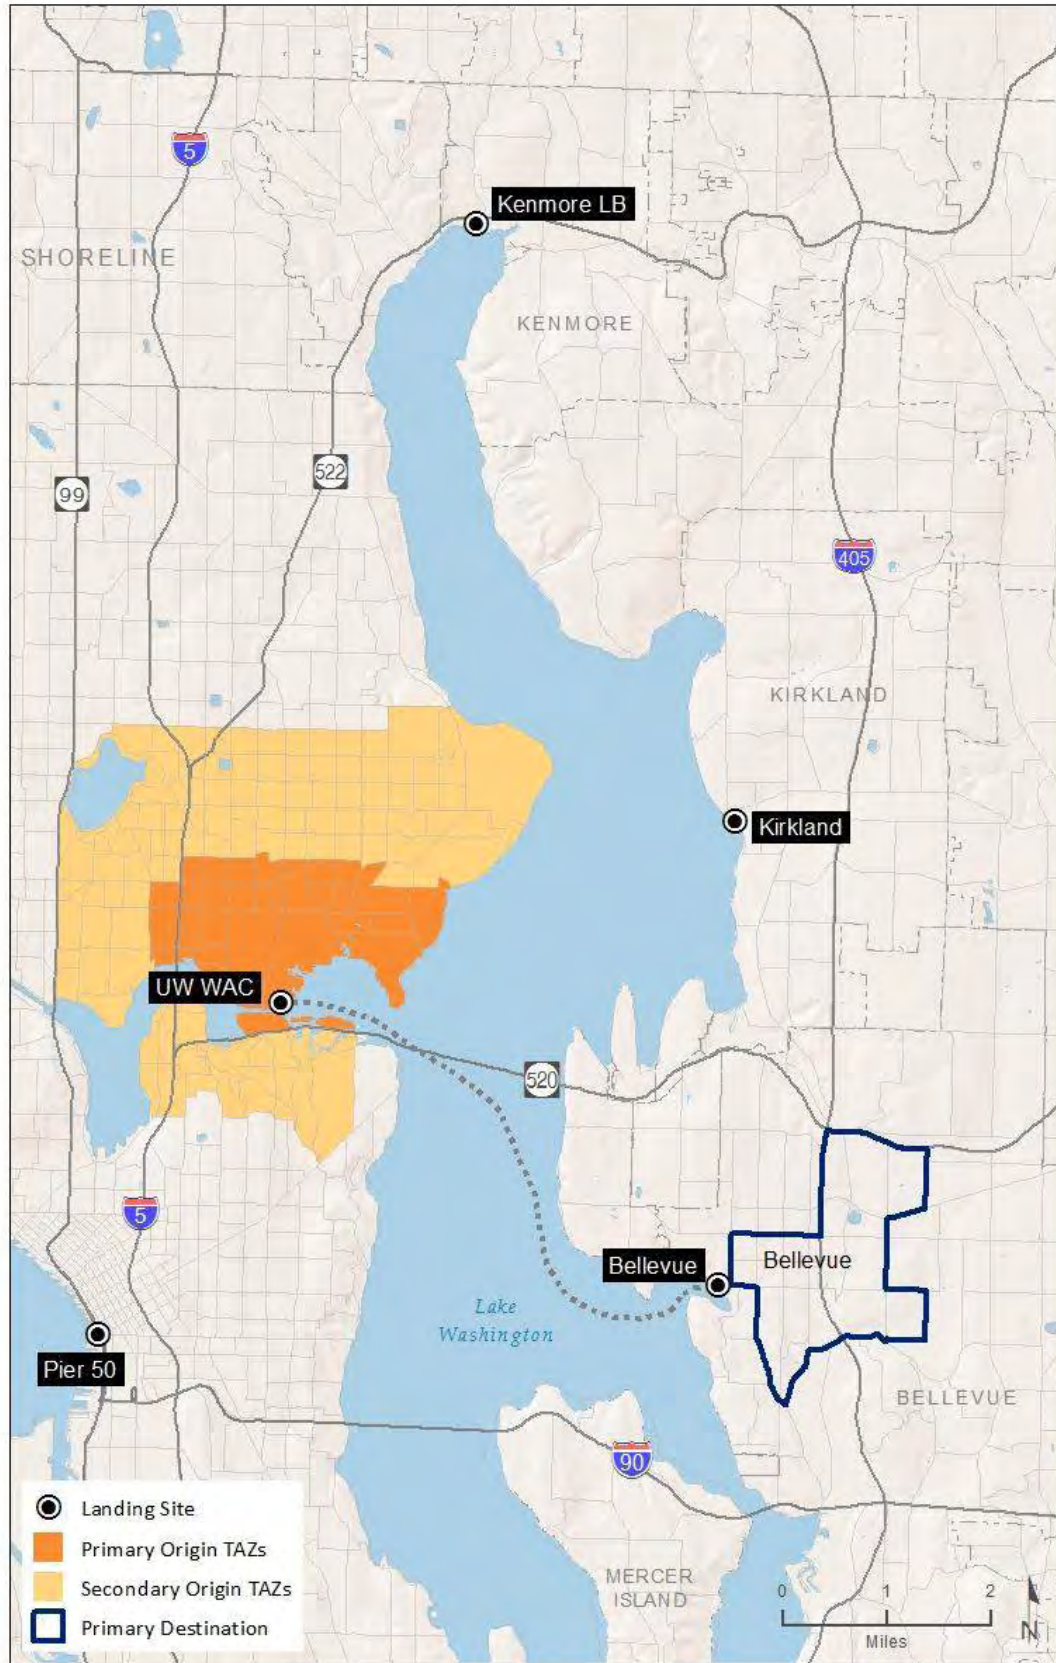 5
Kenmore LB
SHORELINE
KENMORE
522
99
405
KIRKLAND
Kirkland
UW WAC
520
5
Bellevue
Bellevue
Lake
Washington
Pier 50
BELLEVUE
90
Landing Site
Primary Origin TAZs
Secondary Origin TAZs
Primary Destination
MERCER
ISLAND
0 1 2
Miles
N